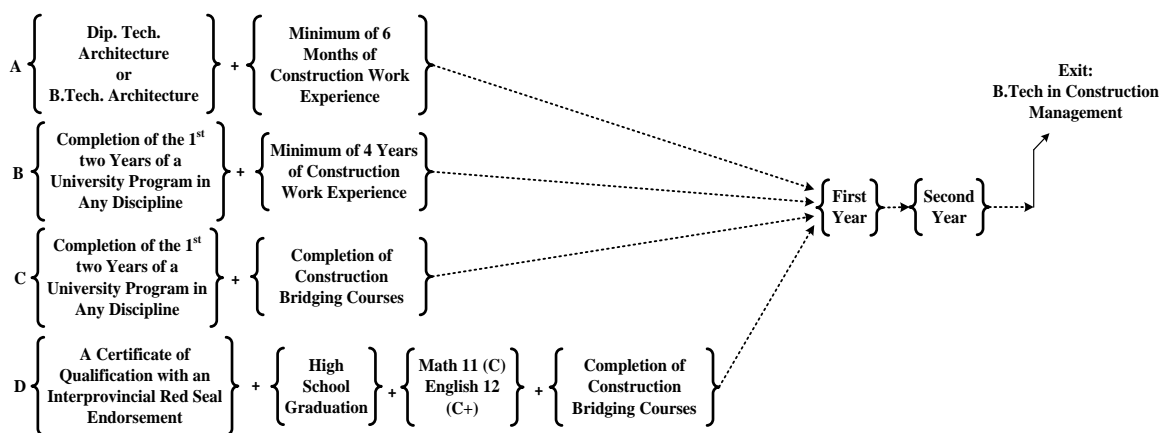 A
Dip. Tech.
Architecture
or
B.Tech. Architecture
+
Minimum of 6
Months of
Construction Work
Experience
B
Completion of the 1st
two Years of a
University Program in
Any Discipline
+
Minimum of 4 Years
of Construction
Work Experience
C
Completion of the 1st
two Years of a
University Program in
Any Discipline
+
Completion of
Construction
Bridging Courses
D
A Certificate of
Qualification with an
Interprovincial Red Seal
Endorsement
+
High
School
Graduation
+
Math 11 (C)
English 12
(C+)
+
Completion of
Construction
Bridging Courses
First
Year
Second
Year
Exit:
B.Tech in Construction
Management